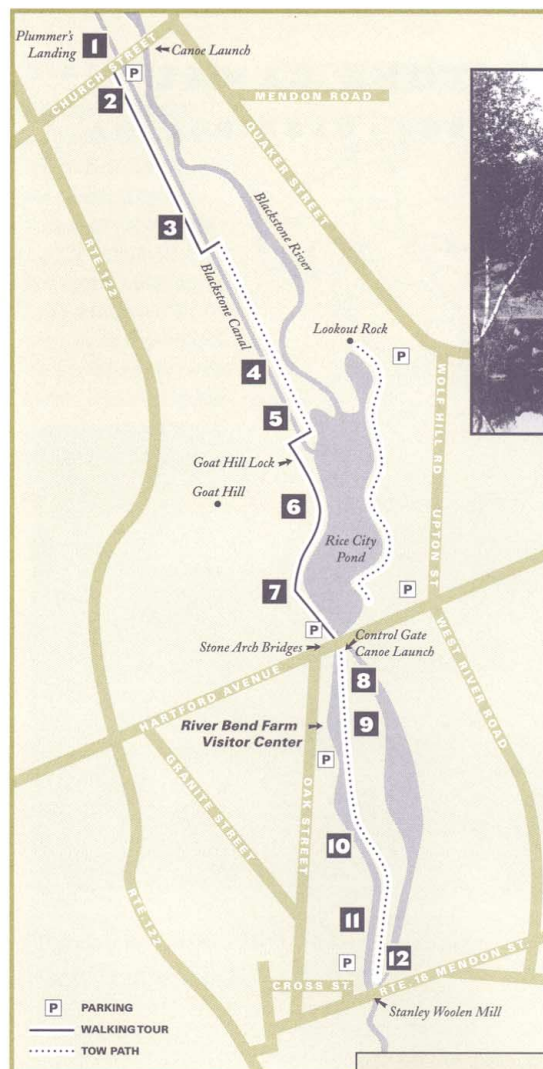 Plummer's
Landing
1
Canoe Launch
CHURCH STREET
P
2
MENDON ROAD
QUAKER STREET
3
Blackstone River
RTE. 122
Blackstone Canal
Lookout Rock
P
4
WOLF HILL RD
5
Goat Hill Lock
Goat Hill
6
UPTON ST.
Rice City
Pond
7
P
P
Control Gate
Stone Arch Bridges
Canoe Launch
8
WEST RIVER ROAD
HARTFORD AVENUE
9
River Bend Farm
Visitor Center
P
GRANITE STREET
OAK STREET
10
RTE. 122
11
12
P
CROSS ST.
RTE. 16 MENDON ST.
Stanley Woolen Mill
P PARKING
WALKING TOUR
TOW PATH